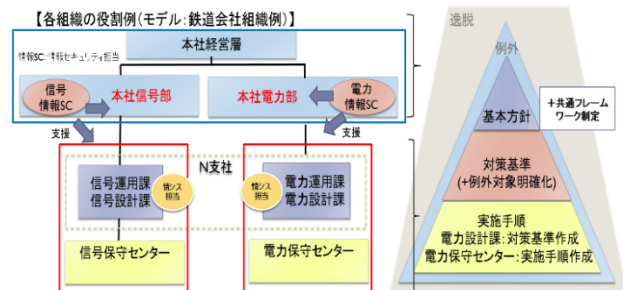 【各組織の役割例(モデル:鉄道会社組織例)】
本社経営層
情報SC:情報セキュリティ担当
信号
情報SC
本社信号部
本社電力部
電力
情報SC
支援
支援
N支社
信号運用課
信号設計課
情シス
担当
情シス
担当
電力運用課
電力設計課
信号保守センター
電力保守センター
逸脱
例外
基本方針
+共通フレーム
ワーク制定
対策基準
(+例外対象明確化)
実施手順
電力設計課:対策基準作成
電力保守センター:実施手順作成